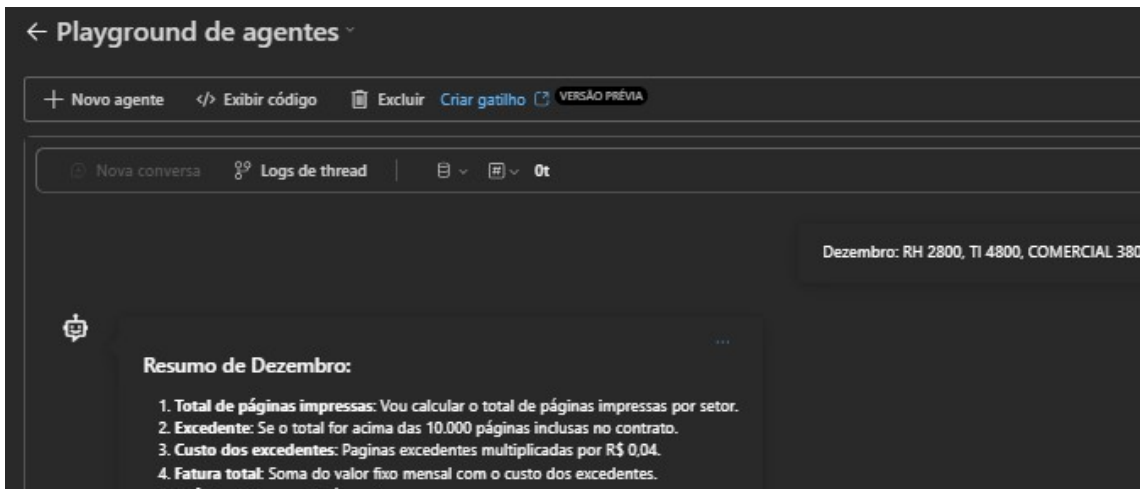 ← Playground de agentes
+ Novo agente </> Exibir código Excluir Criar gatilho VERSÃO PRÉVIA
Nova conversa Logs de thread 0t
Dezembro: RH 2800, TI 4800, COMERCIAL 380
Resumo de Dezembro:
1. Total de páginas impressas: Vou calcular o total de páginas impressas por setor.
2. Excedente: Se o total for acima das 10.000 páginas inclusas no contrato.
3. Custo dos excedentes: Paginas excedentes multiplicadas por R$ 0,04.
4. Fatura total: Soma do valor fixo mensal com o custo dos excedentes.